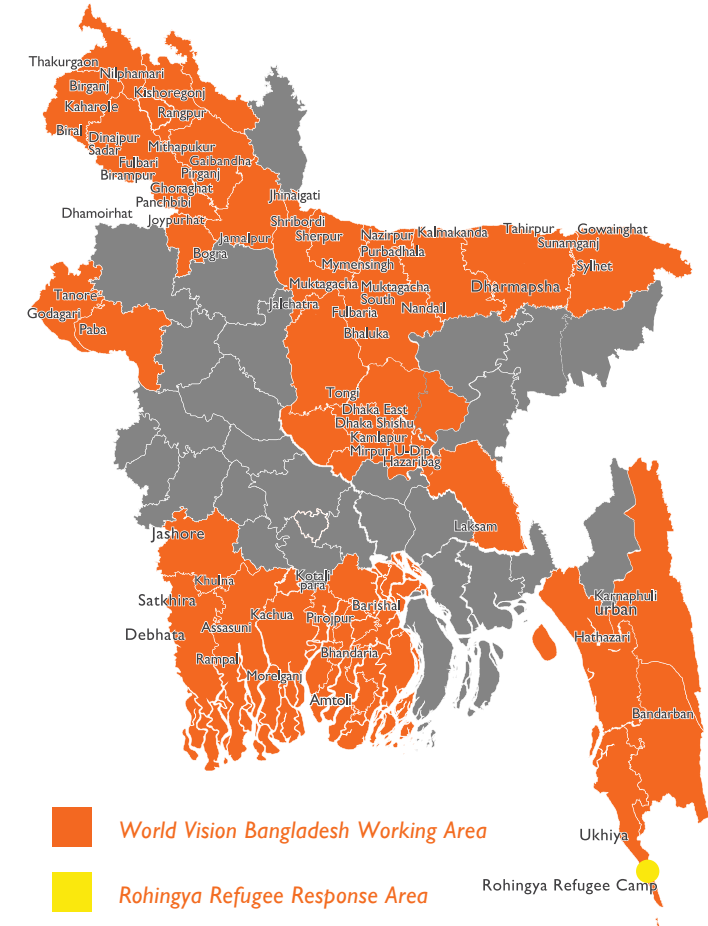 Thakurgaon
Nilphamari
Birganj
Kishoregonj
Kaharole
Rangpur
Biral
Dinajpur
Sadar
Mithapukur
Fulbari
Gaibandha
Birampur
Pirganj
Ghoraghat
Jhinaigati
Panchbibi
Dhamoirhat
Joypurhat
Shribordi
Sherpur
Jamalpur
Bogra
Nazirpur
Kalmakanda
Tahirpur
Gowainghat
Sunamganj
Purbadhala
Mymensingh
Sylhet
Muktagacha
Muktagacha
South
Dharmapsha
Tanore
Jalchatra
Fulbaria
Nandail
Godagari
Paba
Bhaluka
Tongi
Dhaka East
Dhaka Shishu
Kamlapur
Mirpur U-Dip
Hazaribag
Laksam
Jashore
Khulna
Kotali
para
Satkhira
Kachua
Barishal
Pirojpur
Debhata
Assasuni
Rampal
Bhandaria
Morelganj
Amtoli
Karnaphuli
urban
Hathazari
Bandarban
Ukhiya
Rohingya Refugee Camp
World Vision Bangladesh Working Area
Rohingya Refugee Response Area